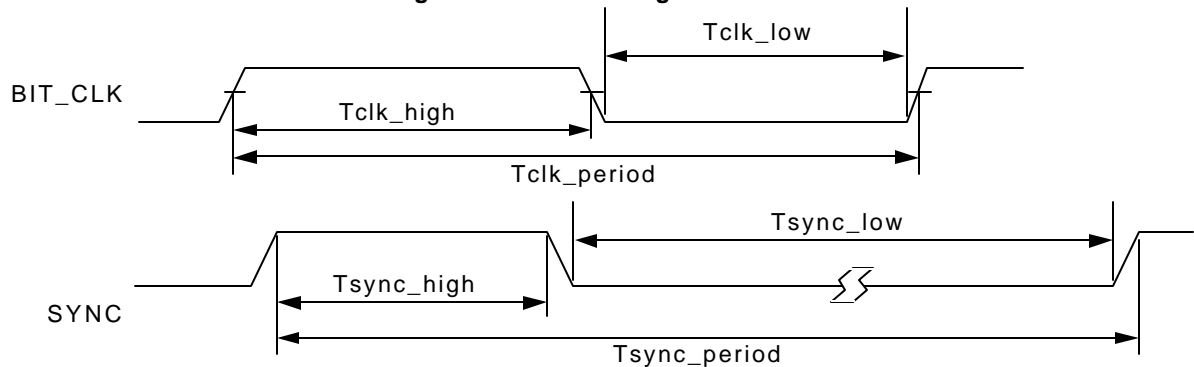 Tclk_low
BIT_CLK
Tclk_high
Tclk_period
Tsync_low
Tsync_high
SYNC
Tsync_period